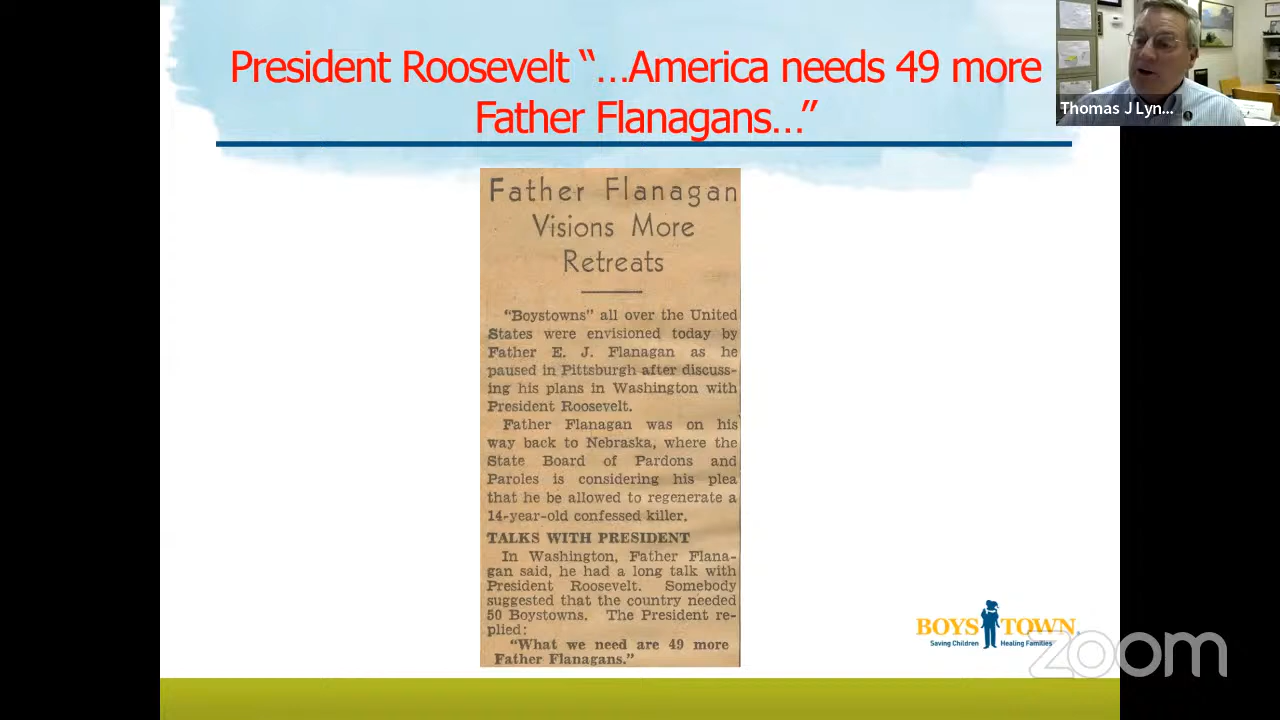 President Roosevelt “…America needs 49 more
Father Flanagans…”
Thomas J Lyn...
Father Flanagan
Visions More
Retreats
“Boystowns” all over the United
States were envisioned today by
Father E. J. Flanagan as he
paused in Pittsburgh after discuss-
ing his plans in Washington with
President Roosevelt.
Father Flanagan was on his
way back to Nebraska, where the
State Board of Pardons and
Paroles is considering his plea
that he be allowed to regenerate a
14-year-old confessed killer.
TALKS WITH PRESIDENT
In Washington, Father Flana-
gan said, he had a long talk with
President Roosevelt. Somebody
suggested that the country needed
50 Boystowns. The President re-
plied:
“What we need are 49 more
Father Flanagans.”
BOYS TOWN
Saving Children Healing Families
zoom